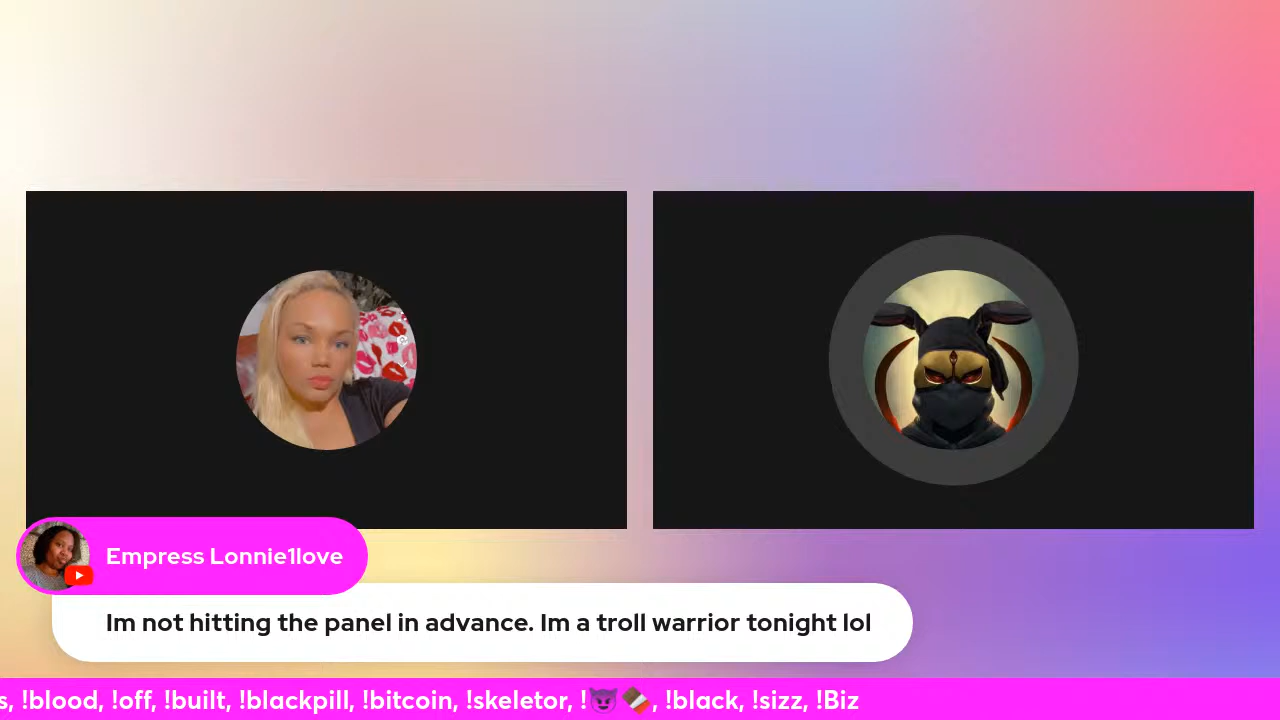 Empress Lonnie1love
Im not hitting the panel in advance. Im a troll warrior tonight lol
s, !blood, !off, !built, !blackpill, !bitcoin, !skeletor, !😈🍫, !black, !sizz, !Biz